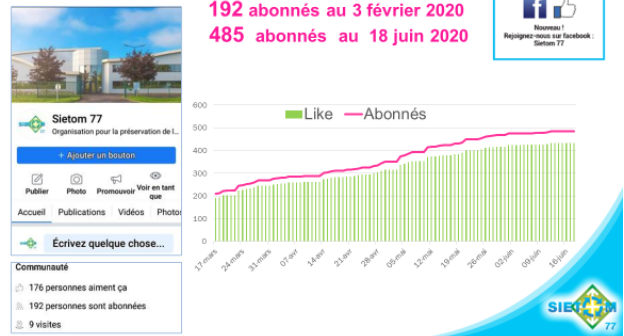 192 abonnés au 3 février 2020
485 abonnés au 18 juin 2020
Nouveau !
Rejoignez-nous sur facebook :
Sietom 77
Sietom 77
Organisation pour la préservation de l...
+ Ajouter un bouton
Publier
Photo
Promouvoir
Voir en tant que
Accueil Publications Vidéos Photo
Écrivez quelque chose...
Communauté
176 personnes aiment ça
192 personnes sont abonnées
9 visites
Like Abonnés
600
500
400
300
200
100
0
17-mars
24-mars
31-mars
07-avr
14-avr
21-avr
28-avr
05-mai
12-mai
19-mai
26-mai
02-juin
09-juin
16-juin
SIETOM
77